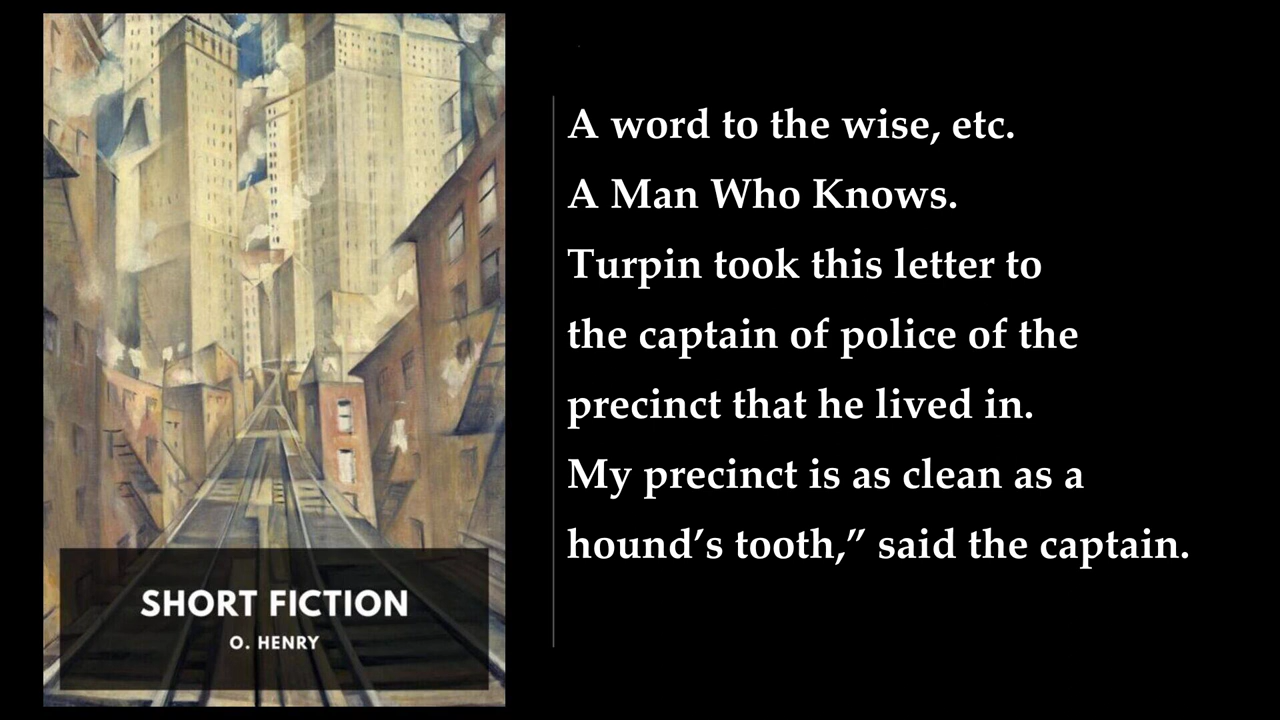 SHORT FICTION
O. HENRY
A word to the wise, etc.
A Man Who Knows.
Turpin took this letter to
the captain of police of the
precinct that he lived in.
My precinct is as clean as a
hound’s tooth,” said the captain.